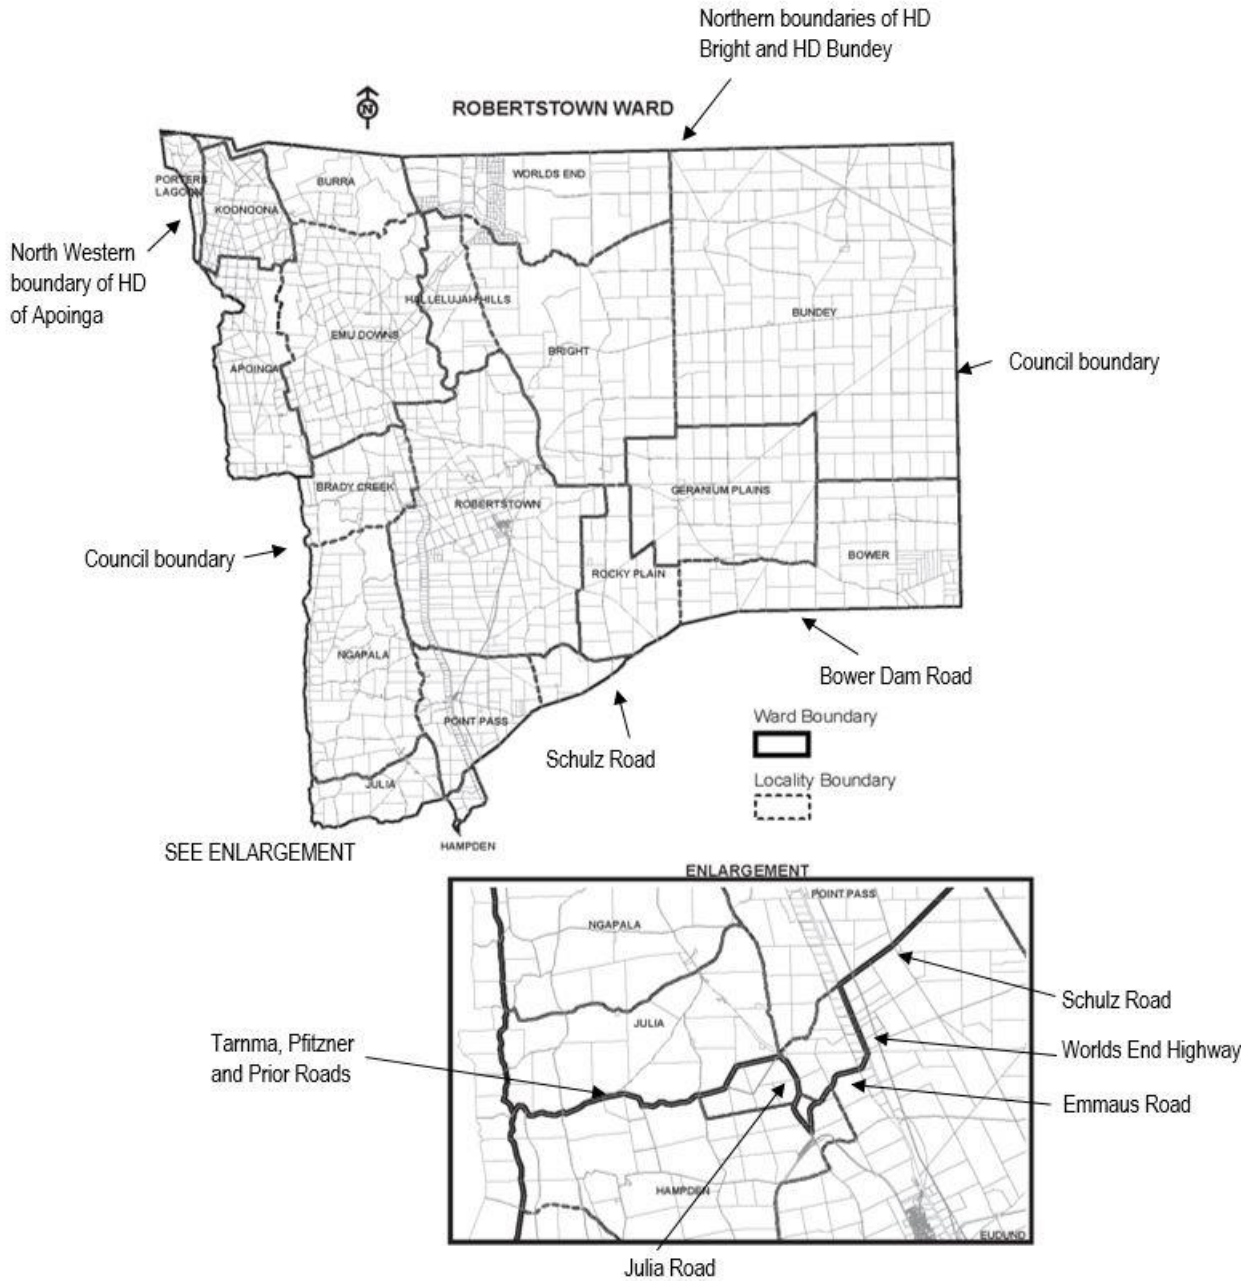 Northern boundaries of HD
Bright and HD Bundey
N
ROBERTSTOWN WARD
WORLDS END
PORTERS
LAGOON
BURRA
KOONOONA
North Western
boundary of HD
of Apoinga
HALLELUJAH HILLS
BUNDEY
EMU DOWNS
BRIGHT
APOINGA
Council boundary
BRADY CREEK
GERANIUM PLAINS
ROBERTSTOWN
Council boundary
BOWER
ROCKY PLAIN
NGAPALA
Bower Dam Road
POINT PASS
Ward Boundary
Schulz Road
JULIA
Locality Boundary
HAMPDEN
SEE ENLARGEMENT
ENLARGEMENT
POINT PASS
NGAPALA
Schulz Road
JULIA
Tarnma, Pfitzner
and Prior Roads
Worlds End Highway
Emmaus Road
HAMPDEN
EUDUND
Julia Road